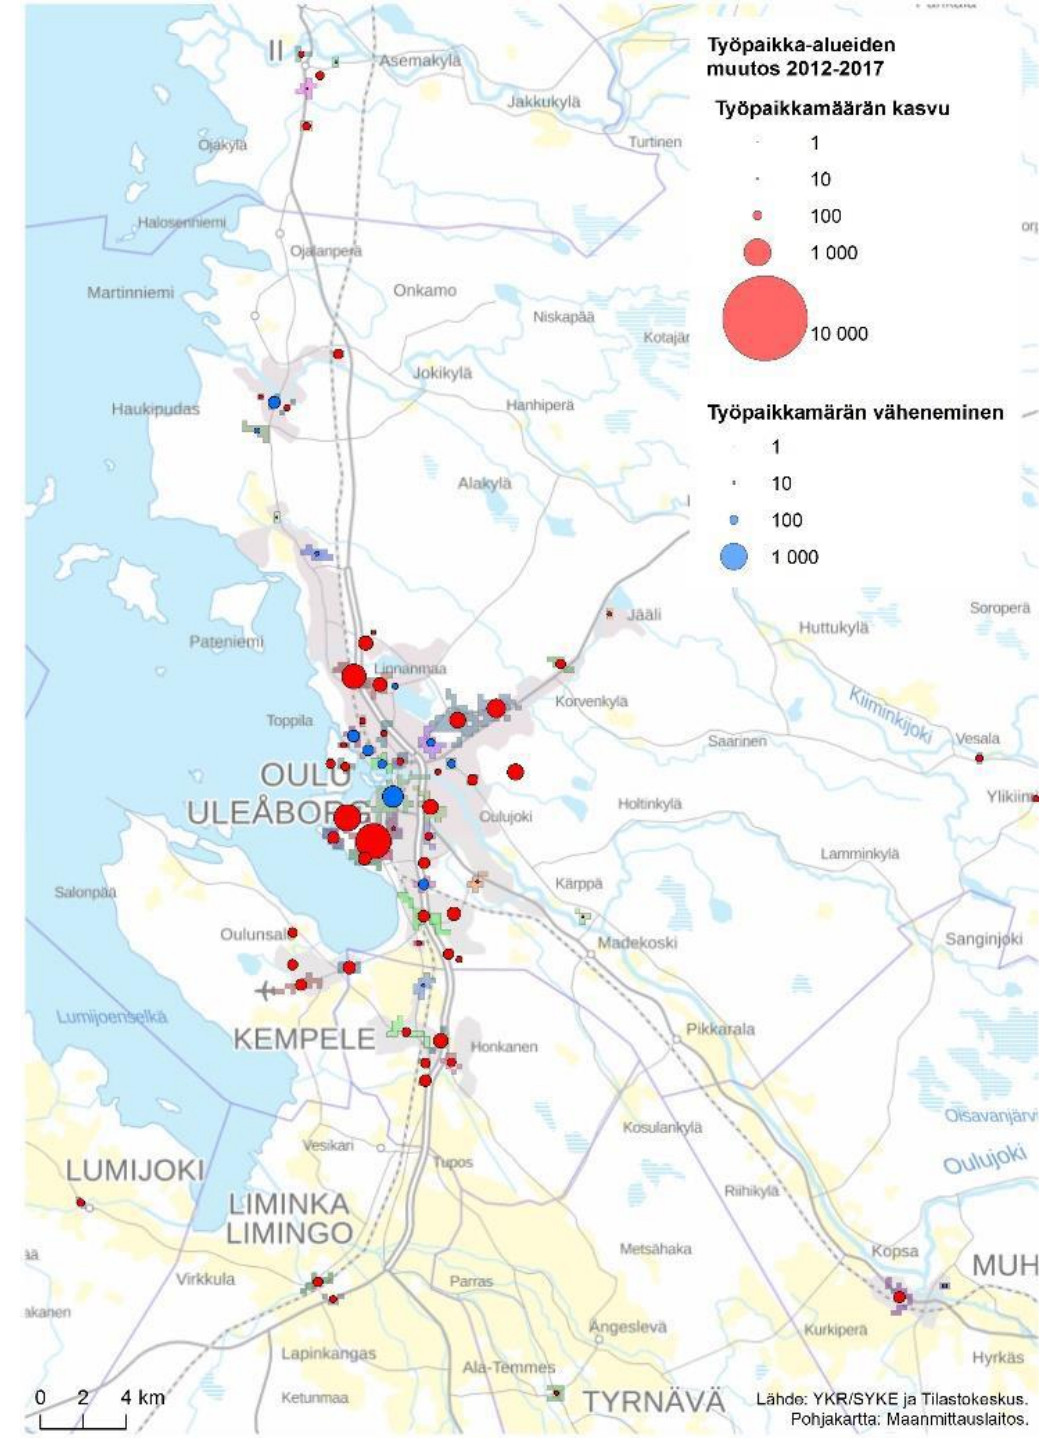 Työpaikka-alueiden
muutos 2012-2017
Työpaikkamäärän kasvu
1
10
100
1 000
10 000
Työpaikkamärän väheneminen
1
10
100
1 000
II
Asemakylä
Jakkukylä
Turtinen
Ojakylä
Halosenniemi
Ojalanperä
Martinniemi
Onkamo
Niskapää
Kotajär
Jokikylä
Haukipudas
Hanhiperä
Alakylä
Jääli
Soroperä
Huttukylä
Pateniemi
Linnanmaa
Korvenkylä
Kiiminkijoki
Toppila
Saarinen
Vesala
OULU
ULEÅBORG
Oulujoki
Holtinkylä
Ylikiim
Lamminkylä
Salonpää
Kärppä
Oulunsalo
Madekoski
Sanginjoki
Lumijoenselkä
KEMPELE
Honkanen
Pikkarala
Oisavanjärvi
Kosulankylä
Vesikari
Tupos
Oulujoki
LUMIJOKI
Riihikylä
LIMINKA
LIMINGO
Metsähaka
Kopsa
MUH
Virkkula
Parras
akanen
Ängeslevä
Kurkiperä
Hyrkäs
Lapinkangas
Ala-Temmes
Ketunmaa
TYRNÄVÄ
0 2 4 km
Lähde: YKR/SYKE ja Tilastokeskus.
Pohjakartta: Maanmittauslaitos.